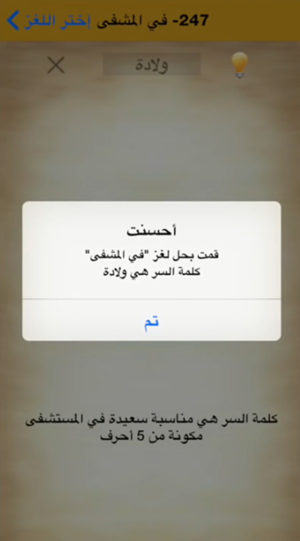 247- في المشفى
إختر اللغز
ولادة
أحسنت
قمت بحل لغز "في المشفى"
كلمة السر هي ولادة
تم
كلمة السر هي مناسبة سعيدة في المستشفى
مكونة من 5 أحرف